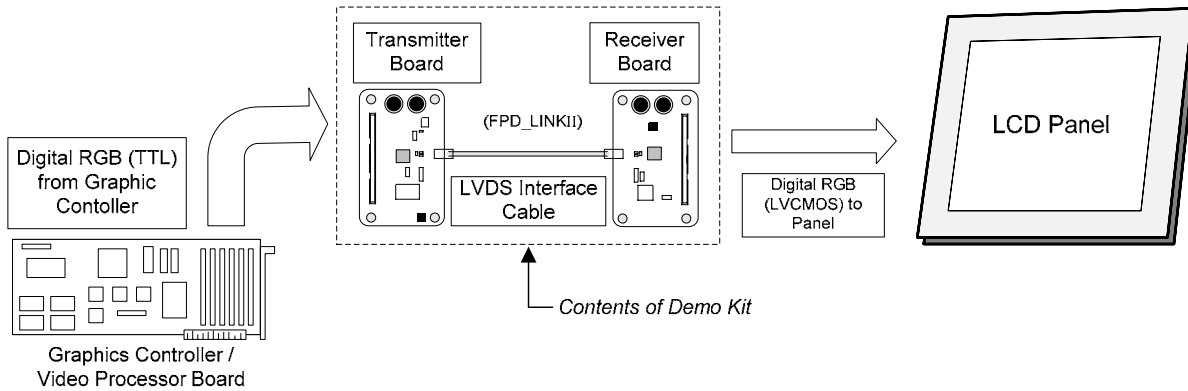 Transmitter
Board
Receiver
Board
(FPD_LINKII)
LVDS Interface
Cable
Digital RGB (TTL)
from Graphic
Contoller
Digital RGB
(LVCMOS) to
Panel
LCD Panel
Contents of Demo Kit
Graphics Controller /
Video Processor Board